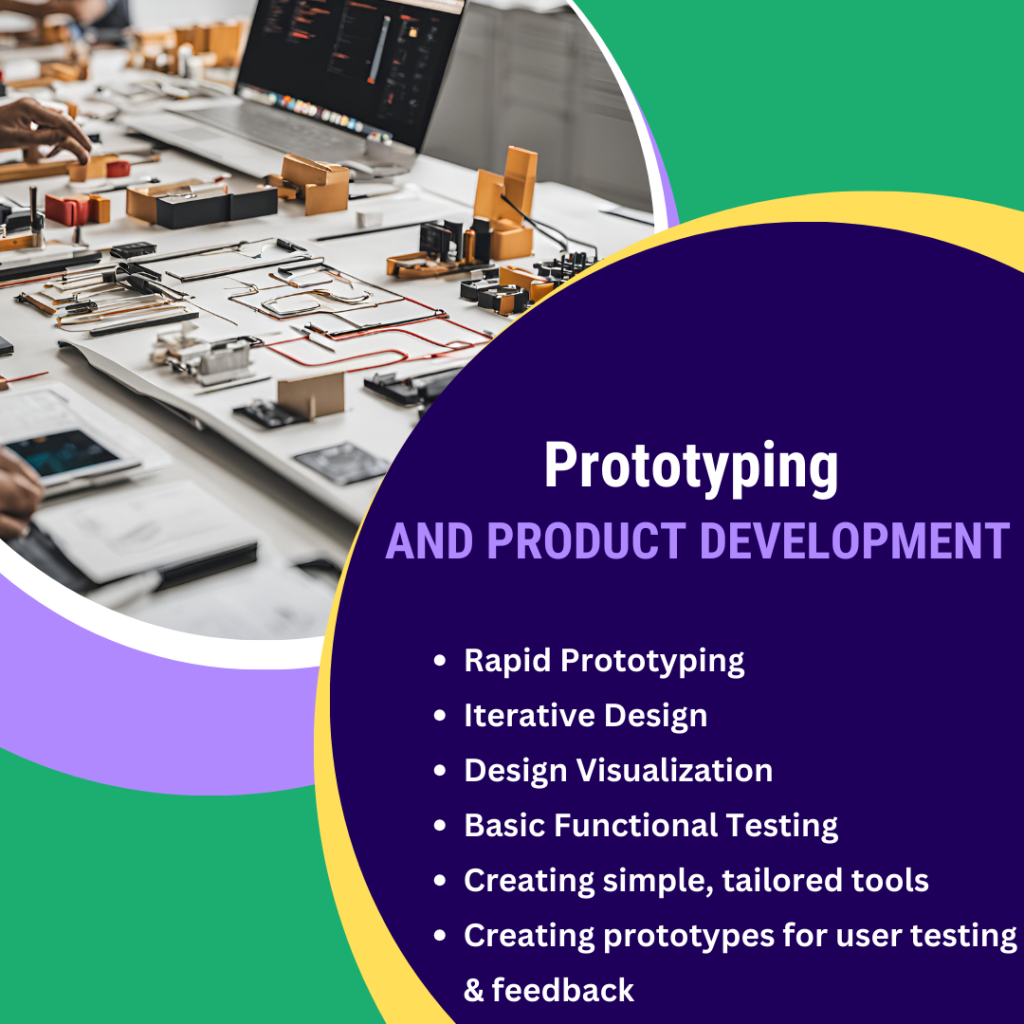 Prototyping
AND PRODUCT DEVELOPMENT
• Rapid Prototyping
• Iterative Design
• Design Visualization
• Basic Functional Testing
• Creating simple, tailored tools
• Creating prototypes for user testing
& feedback